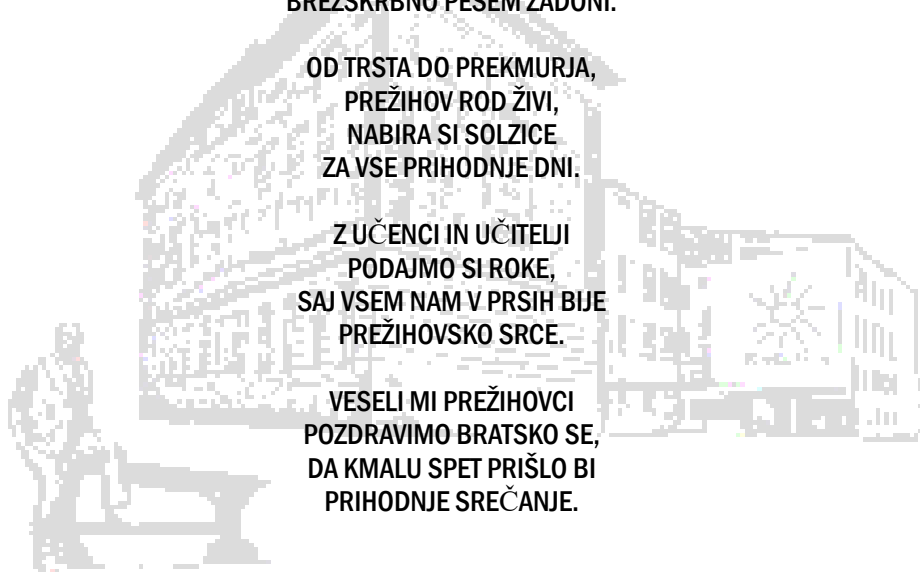 BREZSKRBNO PESEM ZADONI.
OD TRSTA DO PREKMURJA,
PREŽIHOV ROD ŽIVI,
NABIRA SI SOLZICE
ZA VSE PRIHODNJE DNI.
Z UČENCI IN UČITELJI
PODAJMO SI ROKE,
SAJ VSEM NAM V PRSIH BIJE
PREŽIHOVSKO SRCE.
VESELI MI PREŽIHOVCI
POZDRAVIMO BRATSKO SE,
DA KMALU SPET PRIŠLO BI
PRIHODNJE SREČANJE.